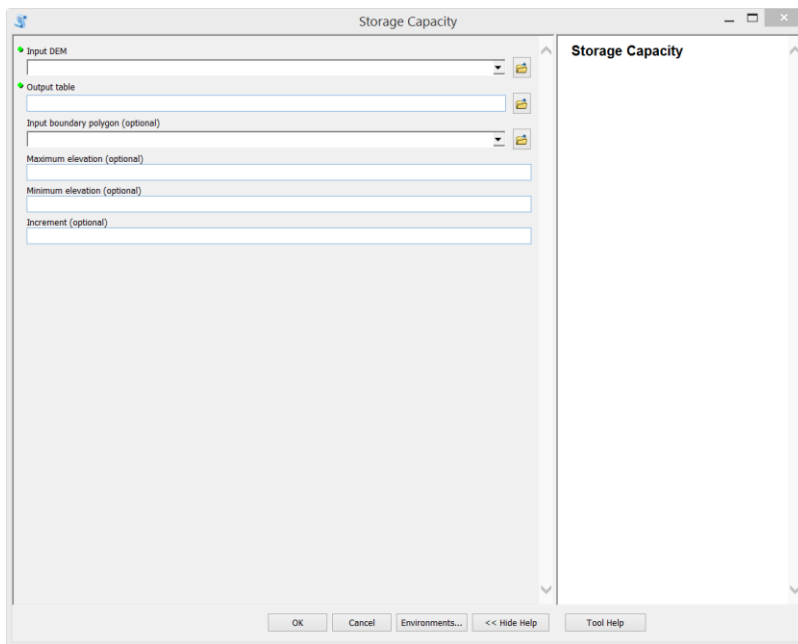 Storage Capacity
Input DEM
Output table
Input boundary polygon (optional)
Maximum elevation (optional)
Minimum elevation (optional)
Increment (optional)
Storage Capacity
OK
Cancel
Environments...
<< Hide Help
Tool Help